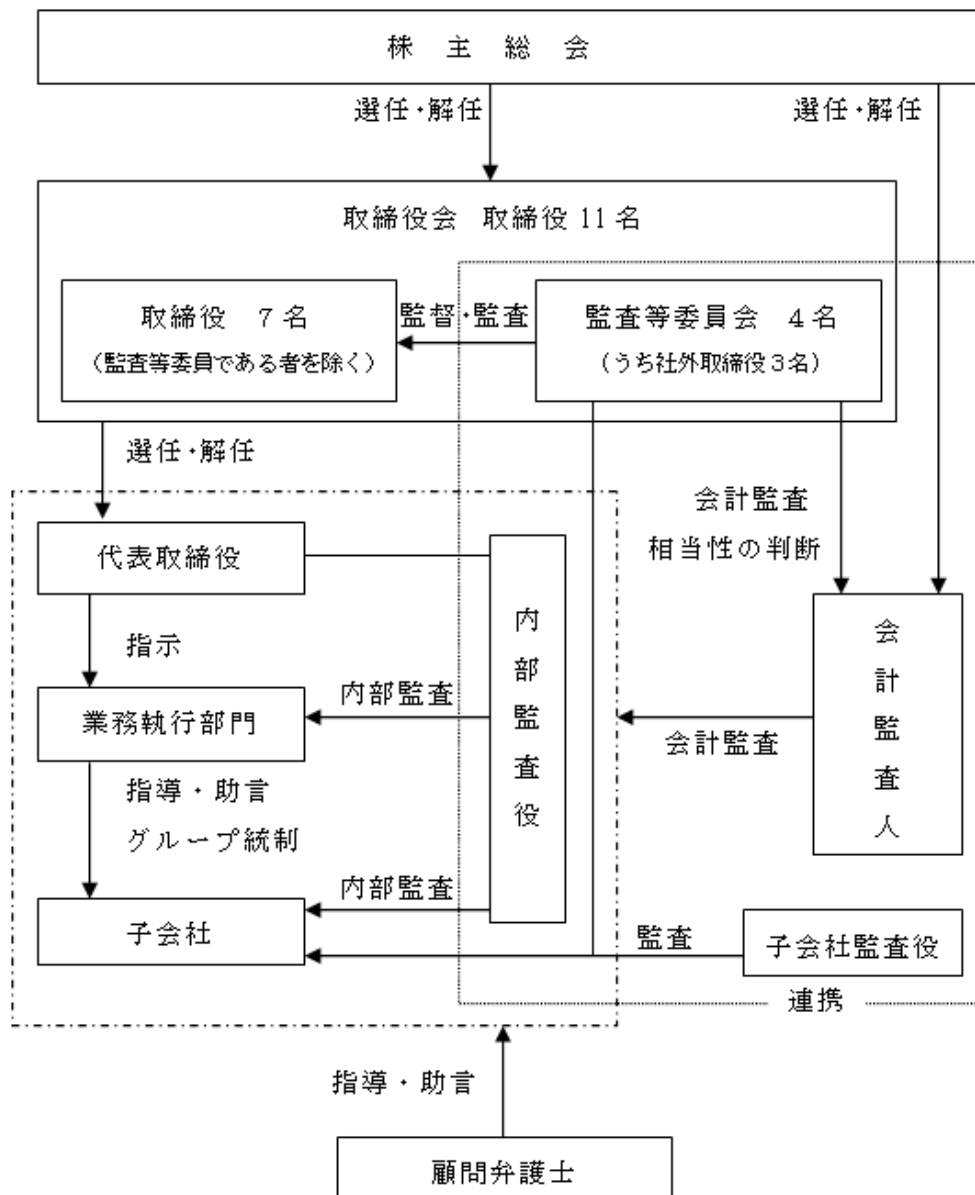 株主総会
選任・解任
選任・解任
取締役会 取締役 11名
取締役 7名
(監査等委員である者を除く)
監督・監査
監査等委員会 4名
(うち社外取締役3名)
選任・解任
会計監査
相当性の判断
代表取締役
内部監査役
会計監査人
指示
内部監査
業務執行部門
会計監査
指導・助言
グループ統制
内部監査
子会社
監査
子会社監査役
連携
指導・助言
顧問弁護士